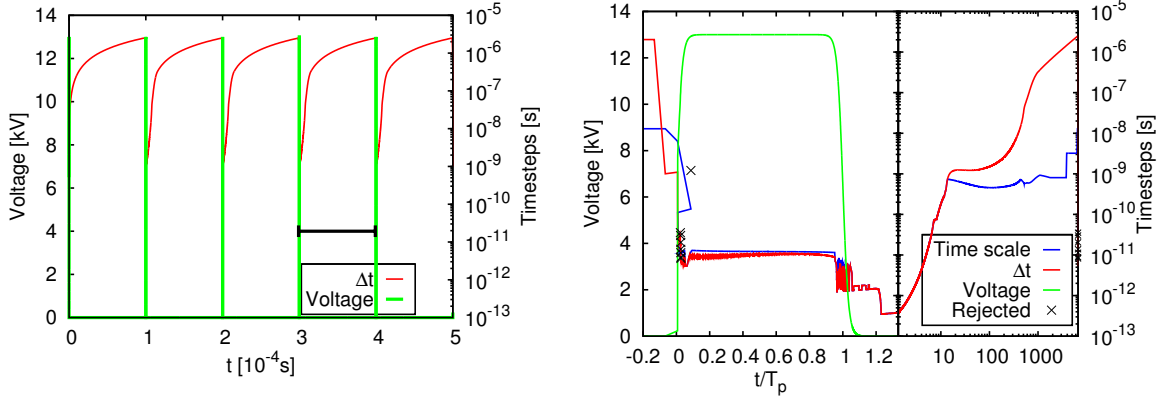 14
12
10
8
6
4
2
0
Voltage [kV]
10^-5
10^-6
10^-7
10^-8
10^-9
10^-10
10^-11
10^-12
10^-13
Timesteps [s]
Δt
Voltage
0 1 2 3 4 5
t [10^-4s]
14
12
10
8
6
4
2
0
Voltage [kV]
10^-5
10^-6
10^-7
10^-8
10^-9
10^-10
10^-11
10^-12
10^-13
Timesteps [s]
Time scale
Δt
Voltage
Rejected
-0.2 0 0.2 0.4 0.6 0.8 1 1.2 10 100 1000
t/T_p